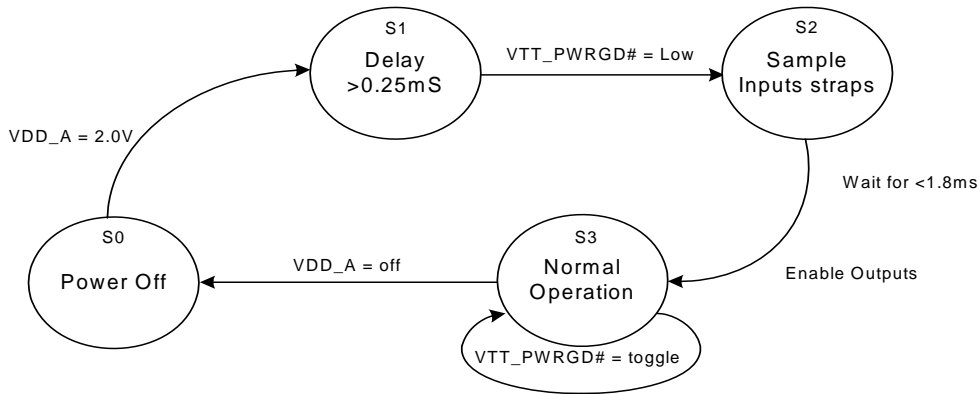 S1
Delay
>0.25mS
VTT_PWRGD# = Low
S2
Sample
Inputs straps
VDD_A = 2.0V
Wait for <1.8ms
S0
Power Off
VDD_A = off
S3
Normal
Operation
Enable Outputs
VTT_PWRGD# = toggle